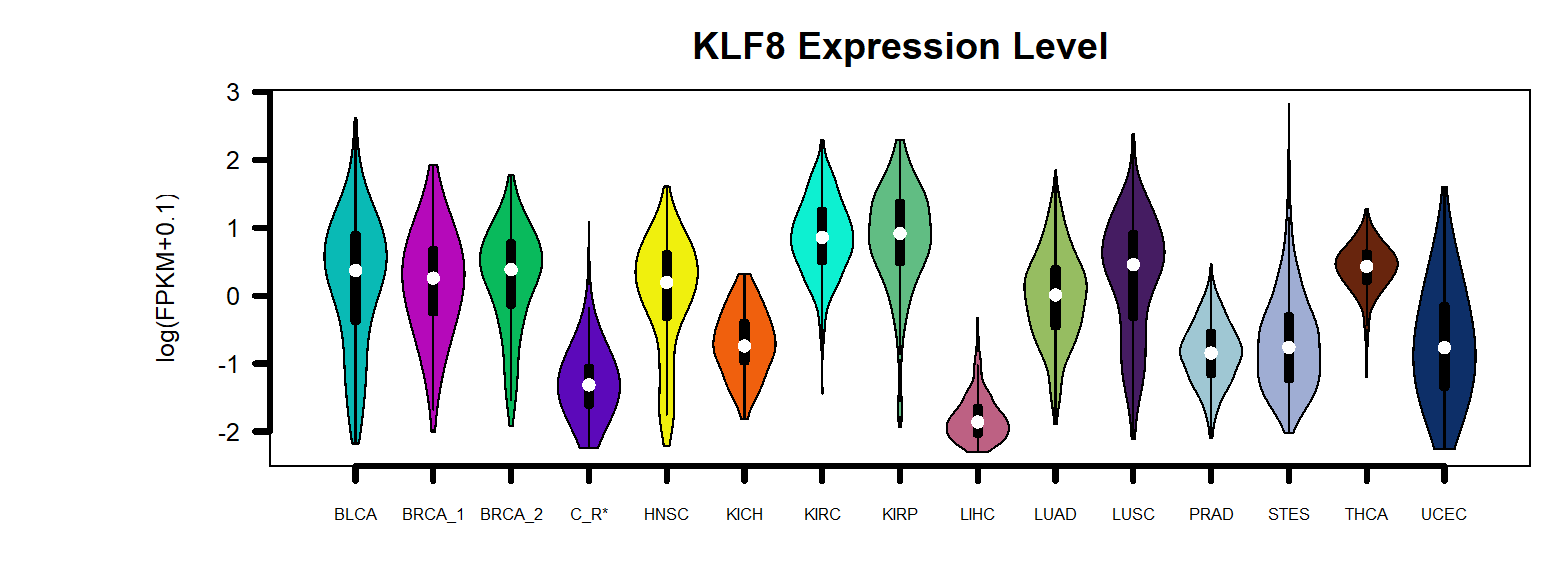 KLF8 Expression Level
log(FPKM+0.1)
3
2
1
0
-1
-2
BLCA BRCA_1 BRCA_2 C_R* HNSC KICH KIRC KIRP LIHC LUAD LUSC PRAD STES THCA UCEC